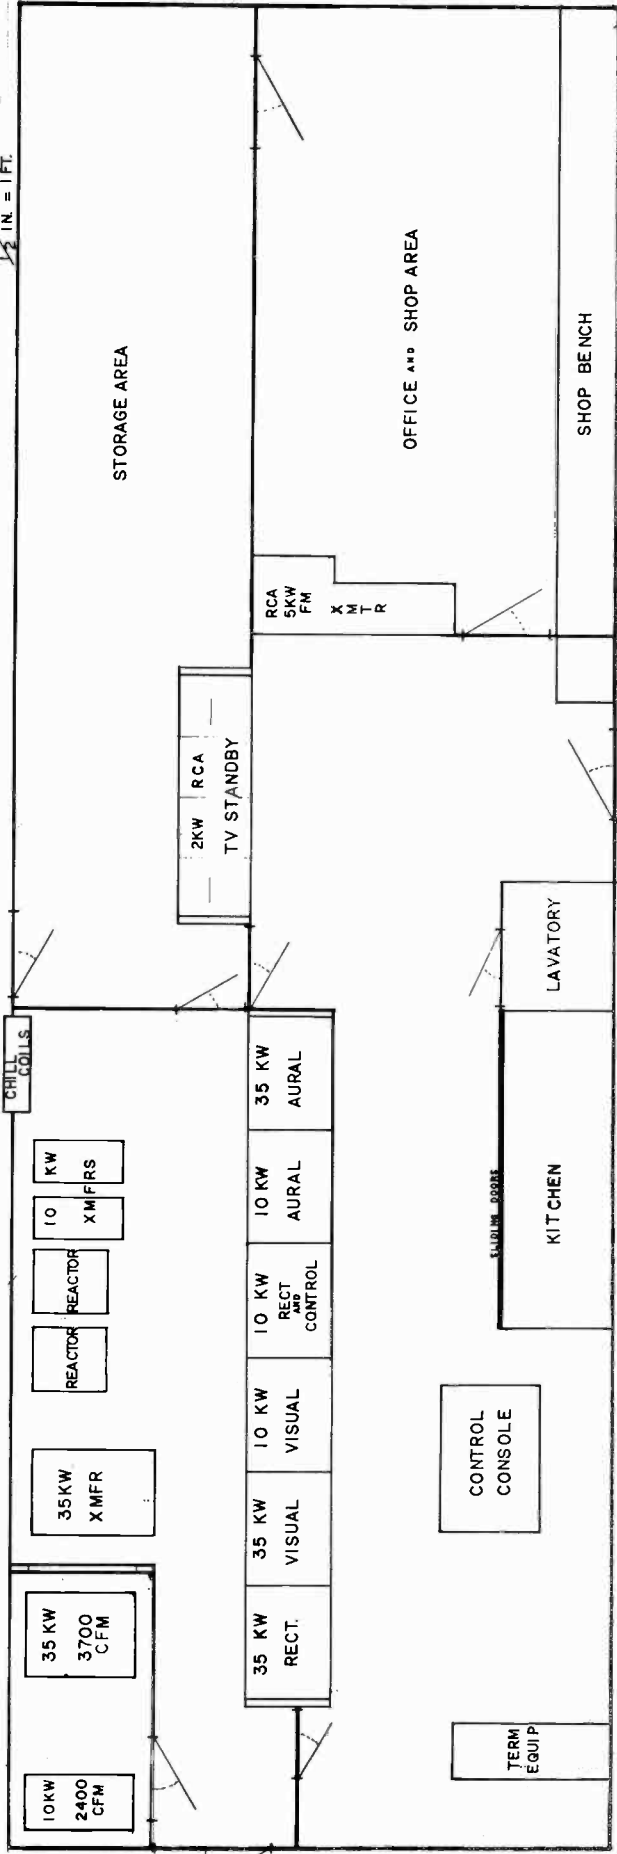 1/2 IN. = 1 FT.
STORAGE AREA
OFFICE AND SHOP AREA
SHOP BENCH
RCA
5KW
FM
XMTR
2KW RCA
TV STANDBY
LAVATORY
CHILL
COILS
10 KW
XMFRS
REACTOR
REACTOR
35KW
XMFR
35 KW
3700
CFM
10KW
2400
CFM
35 KW
AURAL
10 KW
AURAL
10 KW
RECT
AND
CONTROL
10 KW
VISUAL
35 KW
VISUAL
35 KW
RECT.
SLIDING DOORS
KITCHEN
CONTROL
CONSOLE
TERM
EQUIP